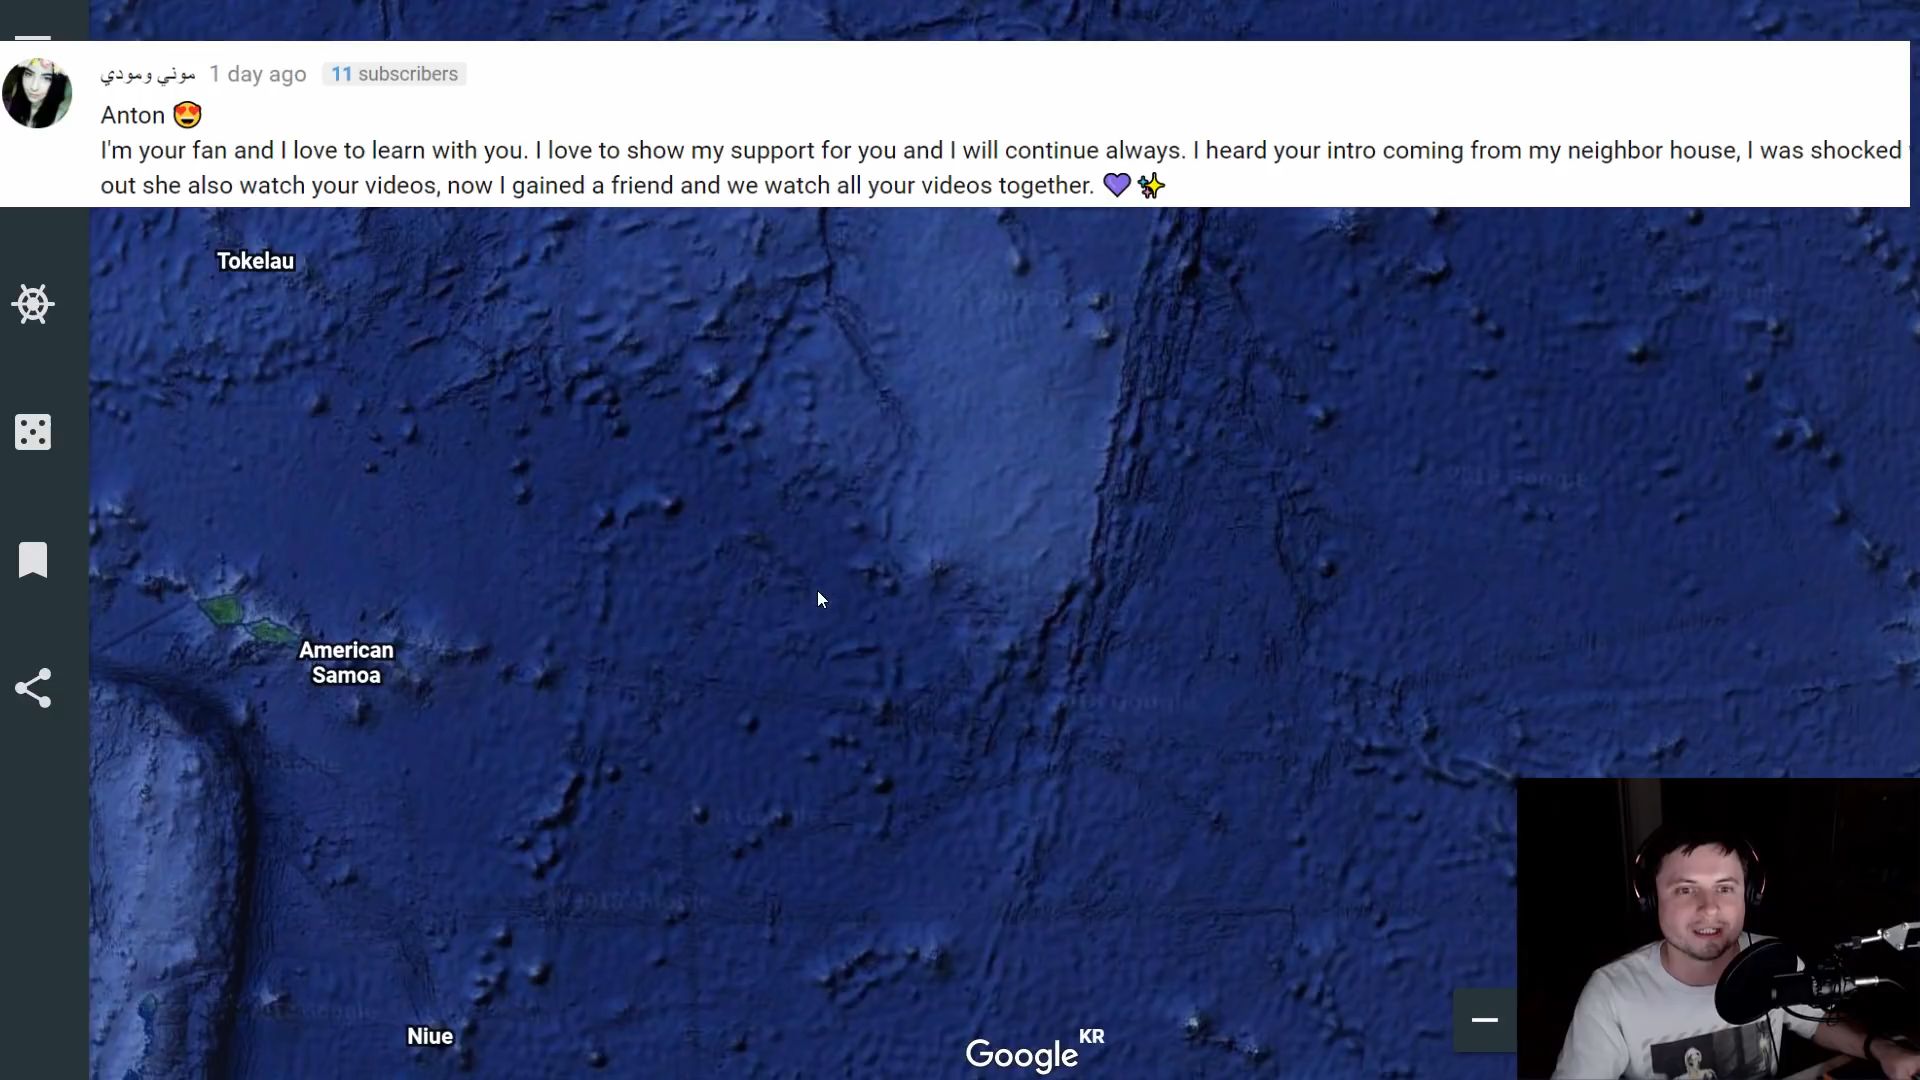 موني ومودي 1 day ago 11 subscribers
Anton 😍
I'm your fan and I love to learn with you. I love to show my support for you and I will continue always. I heard your intro coming from my neighbor house, I was shocked
out she also watch your videos, now I gained a friend and we watch all your videos together. 💜 ✨
Tokelau
American
Samoa
Niue
KR
Google